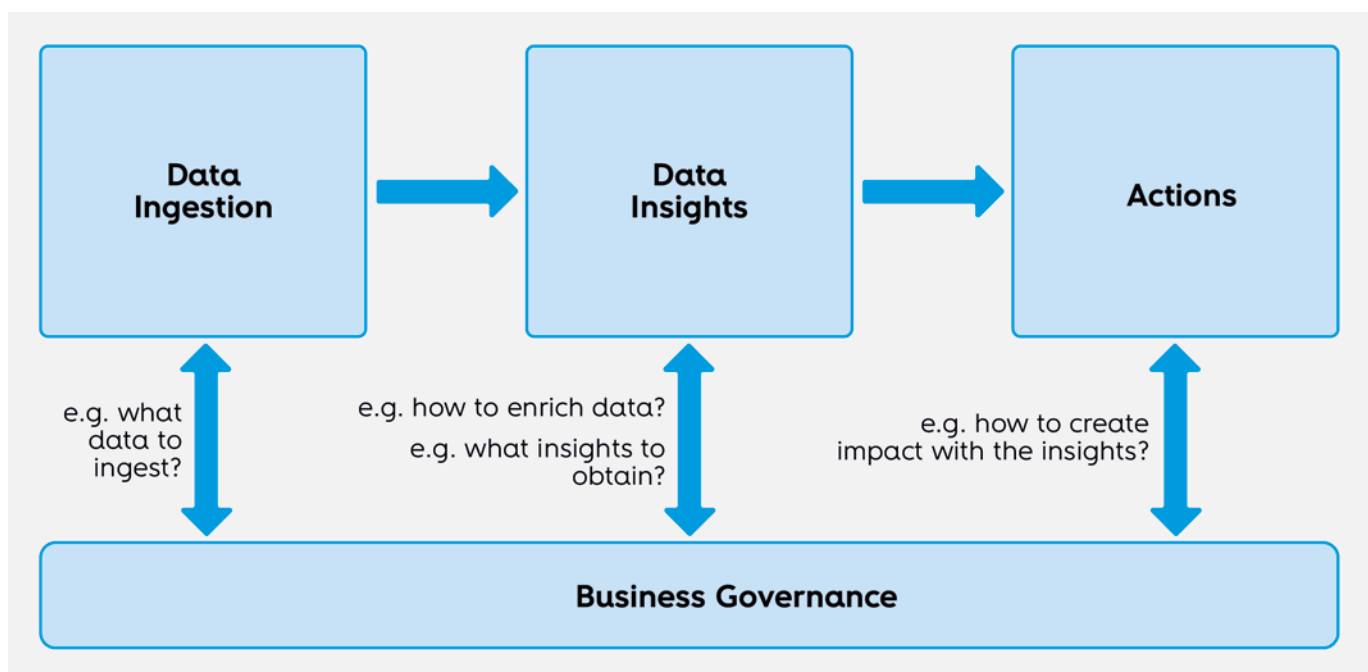 Data
Ingestion
Data
Insights
Actions
e.g. what
data to
ingest?
e.g. how to enrich data?
e.g. what insights to
obtain?
e.g. how to create
impact with the insights?
Business Governance